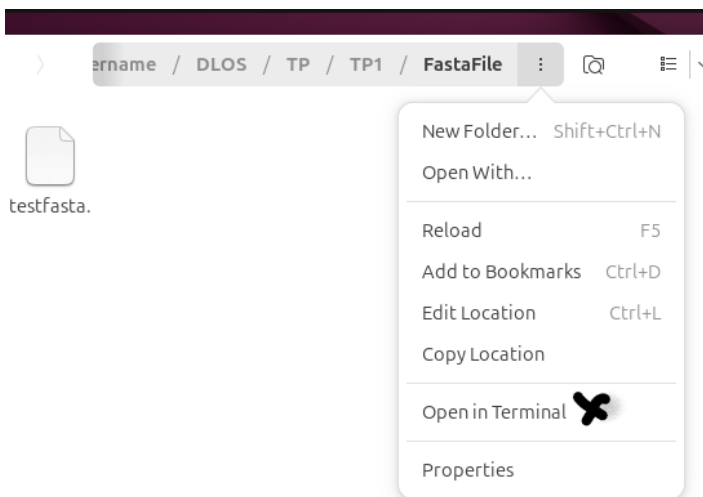 ername / DLOS / TP / TP1 / FastaFile
testfasta.
New Folder... Shift+Ctrl+N
Open With...
Reload F5
Add to Bookmarks Ctrl+D
Edit Location Ctrl+L
Copy Location
Open in Terminal
Properties